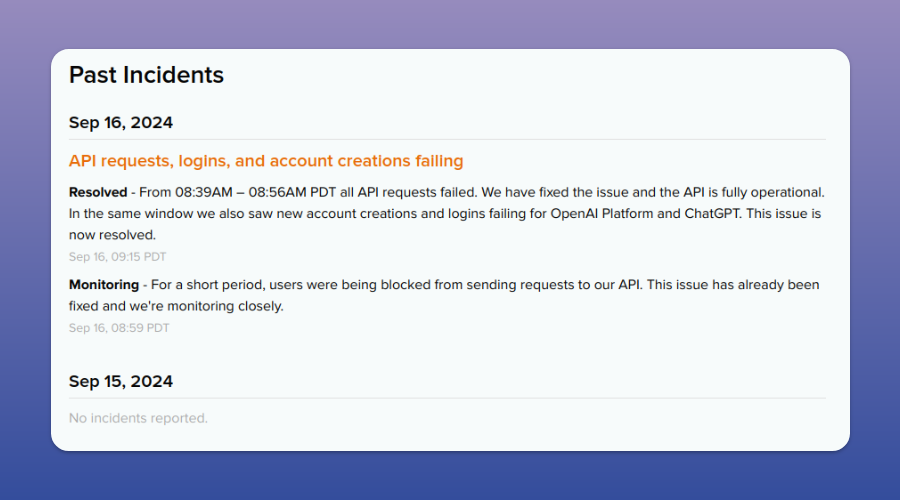 Past Incidents
Sep 16, 2024
API requests, logins, and account creations failing
Resolved - From 08:39AM – 08:56AM PDT all API requests failed. We have fixed the issue and the API is fully operational.
In the same window we also saw new account creations and logins failing for OpenAI Platform and ChatGPT. This issue is
now resolved.
Sep 16, 09:15 PDT
Monitoring - For a short period, users were being blocked from sending requests to our API. This issue has already been
fixed and we're monitoring closely.
Sep 16, 08:59 PDT
Sep 15, 2024
No incidents reported.